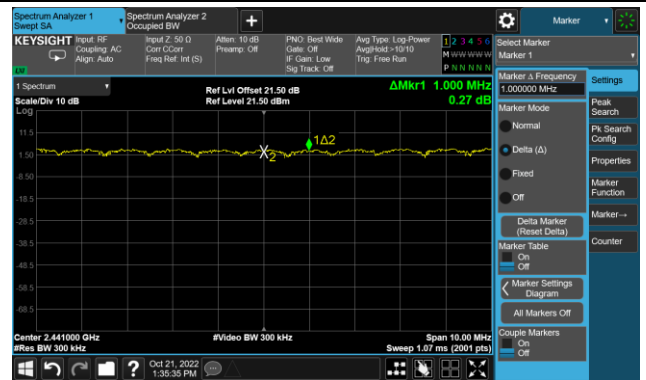 Spectrum Analyzer 1
Swept SA
Spectrum Analyzer 2
Occupied BW
Marker
KEYSIGHT
Input: RF
Coupling: AC
Align: Auto
Input Z: 50 Ω
Corr CCorr
Freq Ref: Int (S)
Atten: 10 dB
Preamp: Off
PNO: Best Wide
Gate: Off
IF Gain: Low
Sig Track: Off
Avg Type: Log-Power
Avg|Hold:>10/10
Trig: Free Run
1 2 3 4 5 6
M W W W W W
P N N N N N
LW
Select Marker
Marker 1
1 Spectrum
Scale/Div 10 dB
Ref Lvl Offset 21.50 dB
Ref Level 21.50 dBm
ΔMkr1 1.000 MHz
0.27 dB
Log
11.5
1.50
-8.50
-18.5
-28.5
-38.5
-48.5
-58.5
-68.5
1Δ2
2
Center 2.441000 GHz
#Res BW 300 kHz
#Video BW 300 kHz
Span 10.00 MHz
Sweep 1.07 ms (2001 pts)
Marker Δ Frequency
1.000000 MHz
Marker Mode
Normal
Delta (Δ)
Fixed
Off
Delta Marker
(Reset Delta)
Marker Table
On
Off
Marker Settings
Diagram
All Markers Off
Couple Markers
On
Off
Settings
Peak
Search
Pk Search
Config
Properties
Marker
Function
Marker→
Counter
?
Oct 21, 2022
1:35:35 PM